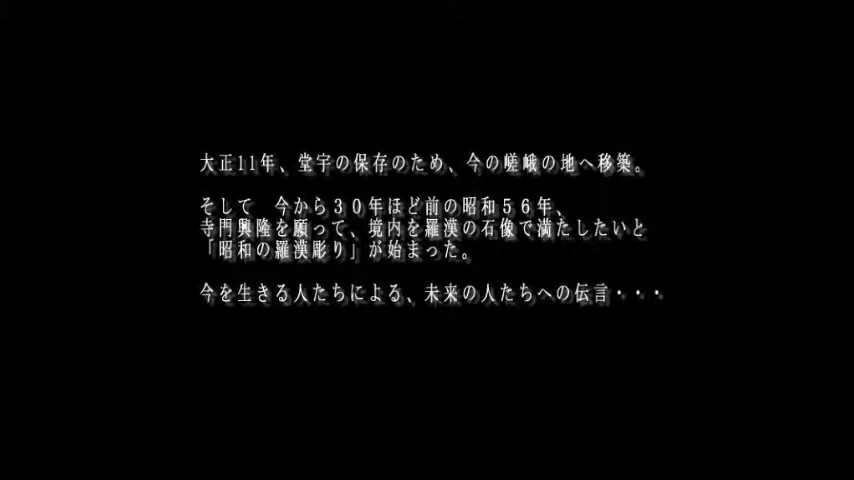 大正11年、堂宇の保存のため、今の嵯峨の地へ移築。
そして　今から３０年ほど前の昭和５６年、
寺門興隆を願って、境内を羅漢の石像で満たしたいと
「昭和の羅漢彫り」が始まった。
今を生きる人たちによる、未来の人たちへの伝言・・・